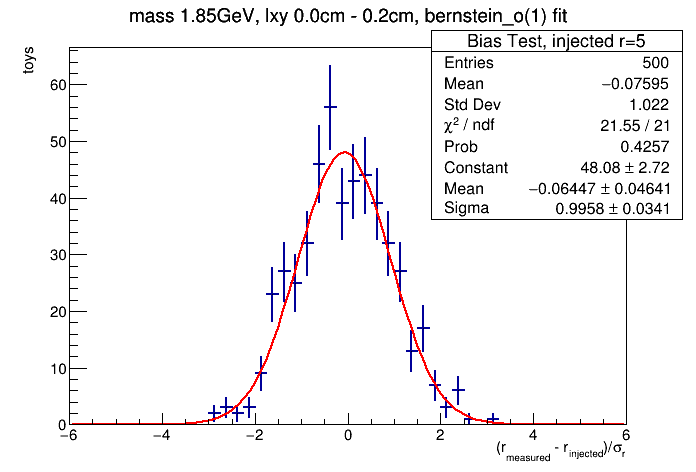 mass 1.85GeV, lxy 0.0cm - 0.2cm, bernstein_o(1) fit
toys
Bias Test, injected r=5
Entries 500
Mean −0.07595
Std Dev 1.022
χ² / ndf 21.55 / 21
Prob 0.4257
Constant 48.08 ± 2.72
Mean −0.06447 ± 0.04641
Sigma 0.9958 ± 0.0341
60
50
40
30
20
10
0
−6 −4 −2 0 2 4 6
(r_measured - r_injected)/σ_r